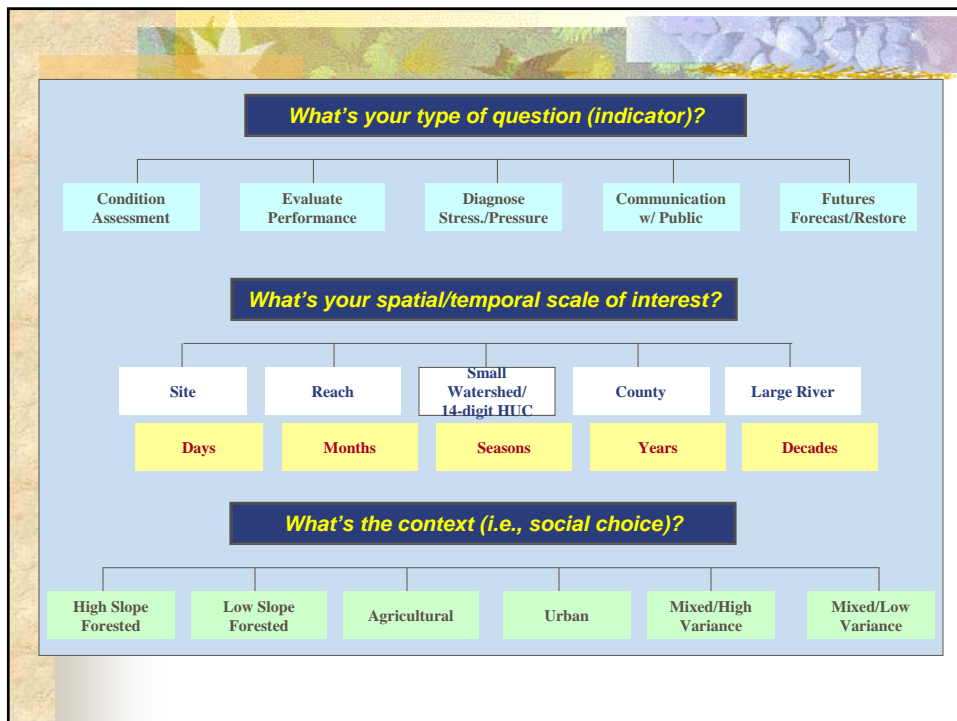 What's your type of question (indicator)?
Condition
Assessment
Evaluate
Performance
Diagnose
Stress./Pressure
Communication
w/ Public
Futures
Forecast/Restore
What's your spatial/temporal scale of interest?
Site
Reach
Small
Watershed/
14-digit HUC
County
Large River
Days
Months
Seasons
Years
Decades
What's the context (i.e., social choice)?
High Slope
Forested
Low Slope
Forested
Agricultural
Urban
Mixed/High
Variance
Mixed/Low
Variance